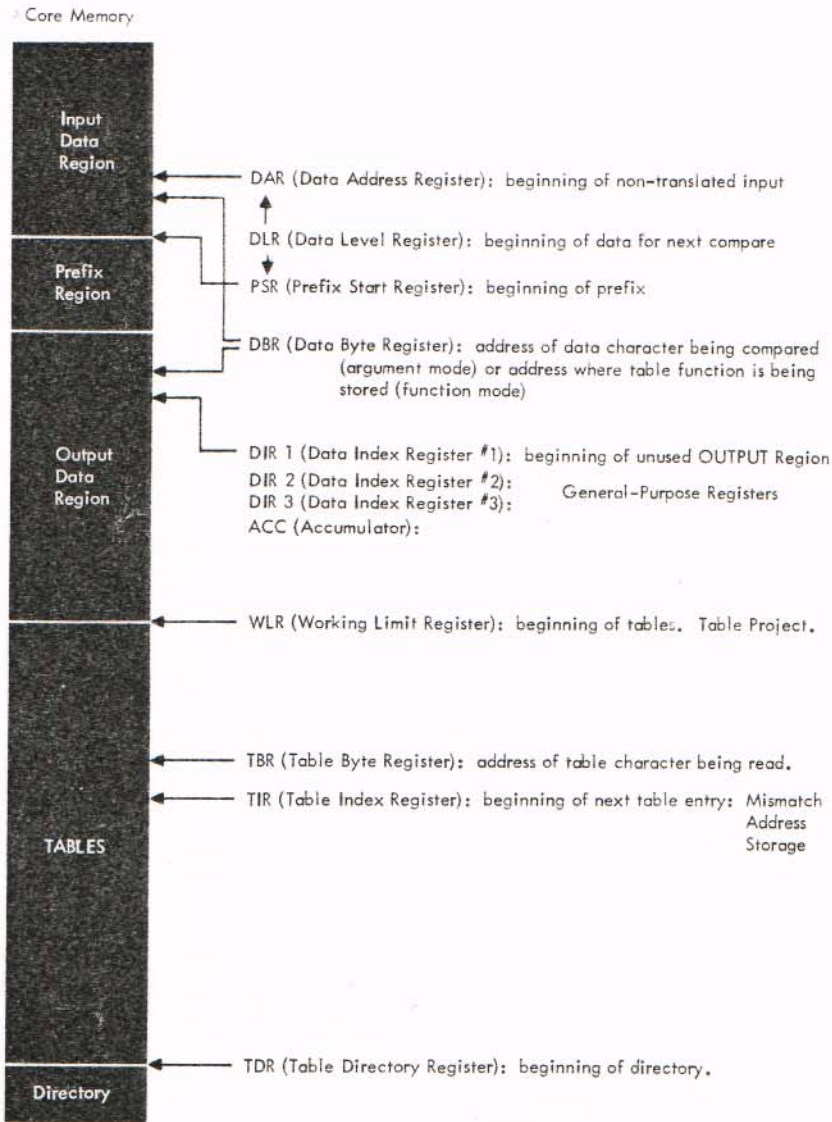 Core Memory
Input
Data
Region
DAR (Data Address Register): beginning of non-translated input
DLR (Data Level Register): beginning of data for next compare
Prefix
Region
PSR (Prefix Start Register): beginning of prefix
DBR (Data Byte Register): address of data character being compared
(argument mode) or address where table function is being
stored (function mode)
Output
Data
Region
DIR 1 (Data Index Register #1): beginning of unused OUTPUT Region
DIR 2 (Data Index Register #2):
DIR 3 (Data Index Register #3):
General-Purpose Registers
ACC (Accumulator):
WLR (Working Limit Register): beginning of tables. Table Project.
TBR (Table Byte Register): address of table character being read.
TIR (Table Index Register): beginning of next table entry: Mismatch
Address
Storage
TABLES
TDR (Table Directory Register): beginning of directory.
Directory